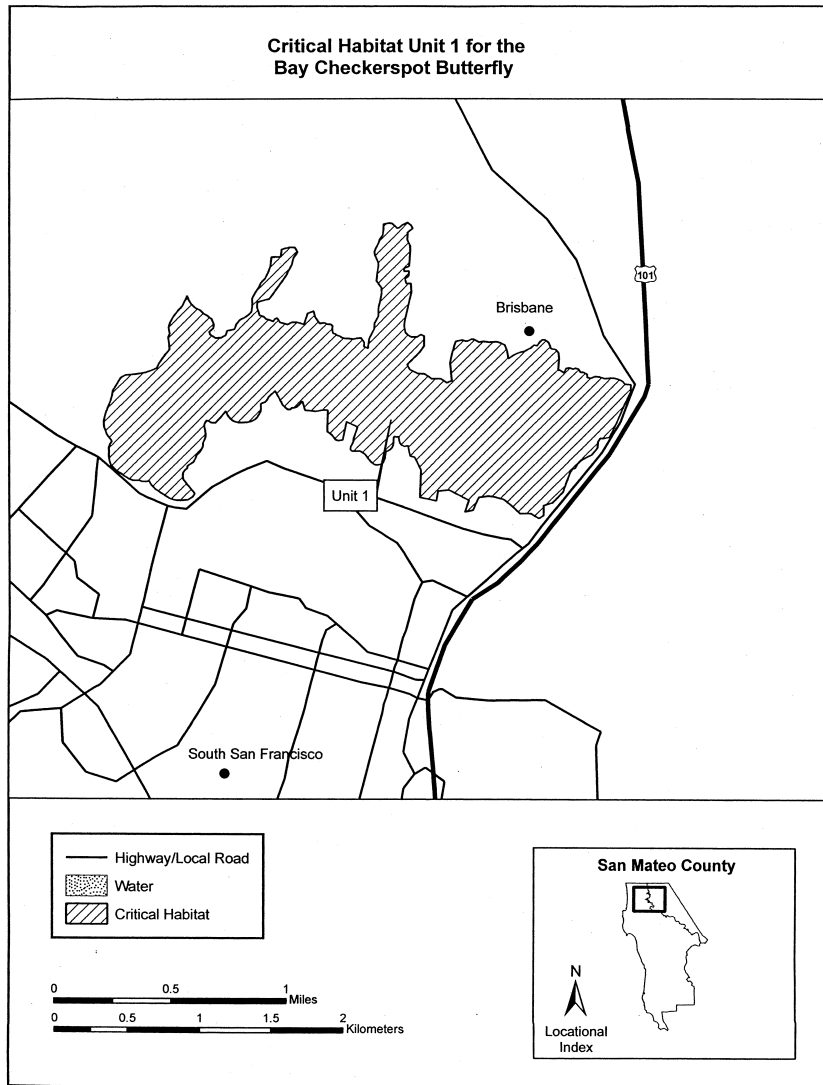 Critical Habitat Unit 1 for the
Bay Checkerspot Butterfly
101
Brisbane
Unit 1
South San Francisco
Highway/Local Road
Water
Critical Habitat
0 0.5 1
Miles
0 0.5 1 1.5 2
Kilometers
San Mateo County
N
Locational
Index